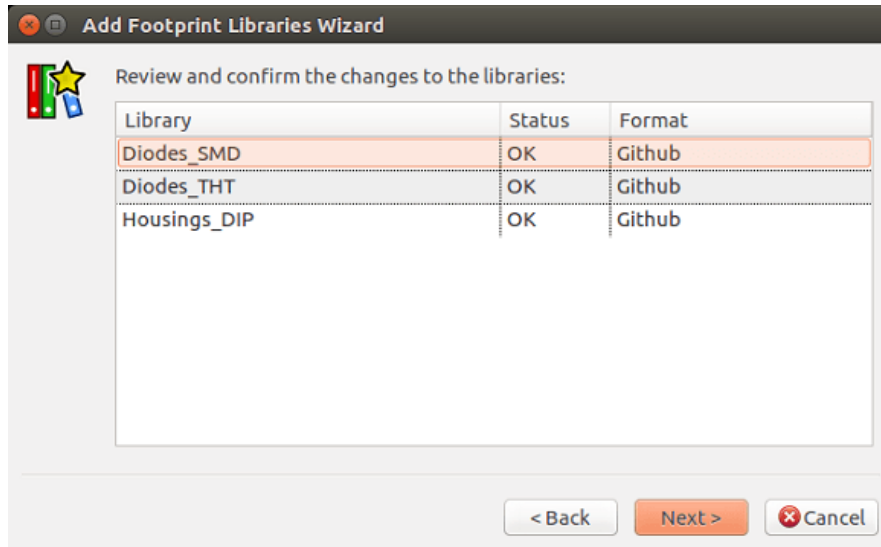 Add Footprint Libraries Wizard
Review and confirm the changes to the libraries:
Library Status Format
Diodes_SMD OK Github
Diodes_THT OK Github
Housings_DIP OK Github
< Back Next > Cancel